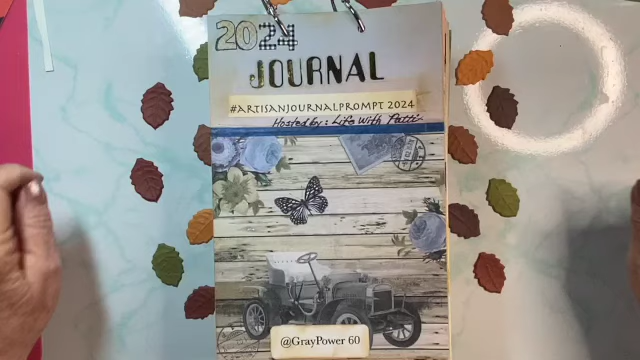 2024
JOURNAL
#ARTISANJOURNALPROMPT 2024
Hosted by: Life With Patti
@GrayPower 60